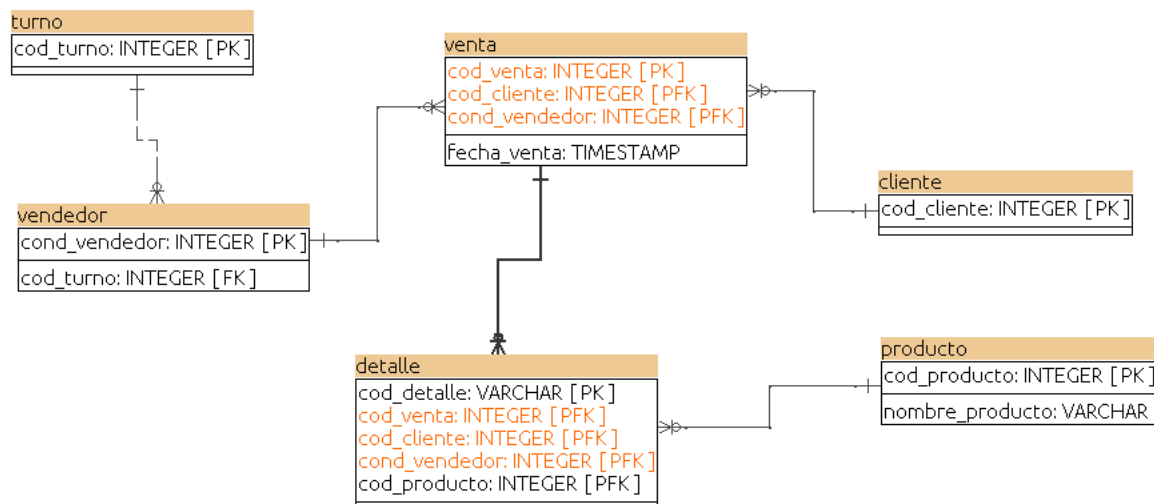 turno
cod_turno: INTEGER [PK]
venta
cod_venta: INTEGER [PK]
cod_cliente: INTEGER [PFK]
cond_vendedor: INTEGER [PFK]
fecha_venta: TIMESTAMP
cliente
cod_cliente: INTEGER [PK]
vendedor
cond_vendedor: INTEGER [PK]
cod_turno: INTEGER [FK]
detalle
cod_detalle: VARCHAR [PK]
cod_venta: INTEGER [PFK]
cod_cliente: INTEGER [PFK]
cond_vendedor: INTEGER [PFK]
cod_producto: INTEGER [PFK]
producto
cod_producto: INTEGER [PK]
nombre_producto: VARCHAR